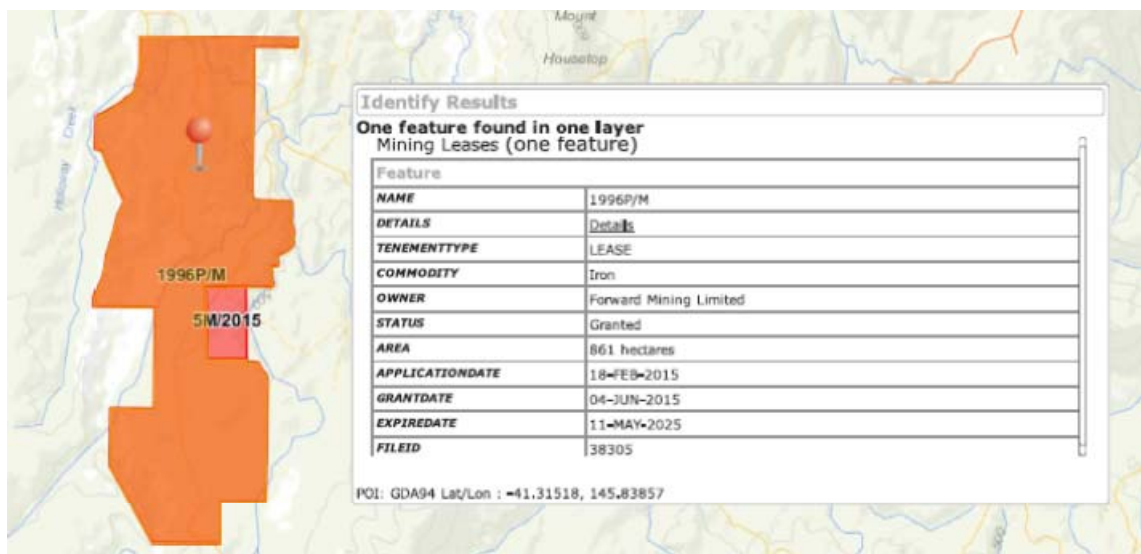 Mount
Housetop
Holloway Creek
1996P/M
5M/2015
Identify Results
One feature found in one layer
Mining Leases (one feature)
Feature
NAME 1996P/M
DETAILS Details
TENEMENTTYPE LEASE
COMMODITY Iron
OWNER Forward Mining Limited
STATUS Granted
AREA 861 hectares
APPLICATIONDATE 18-FEB-2015
GRANTDATE 04-JUN-2015
EXPIREDATE 11-MAY-2025
FILEID 38305
POI: GDA94 Lat/Lon : -41.31518, 145.83857